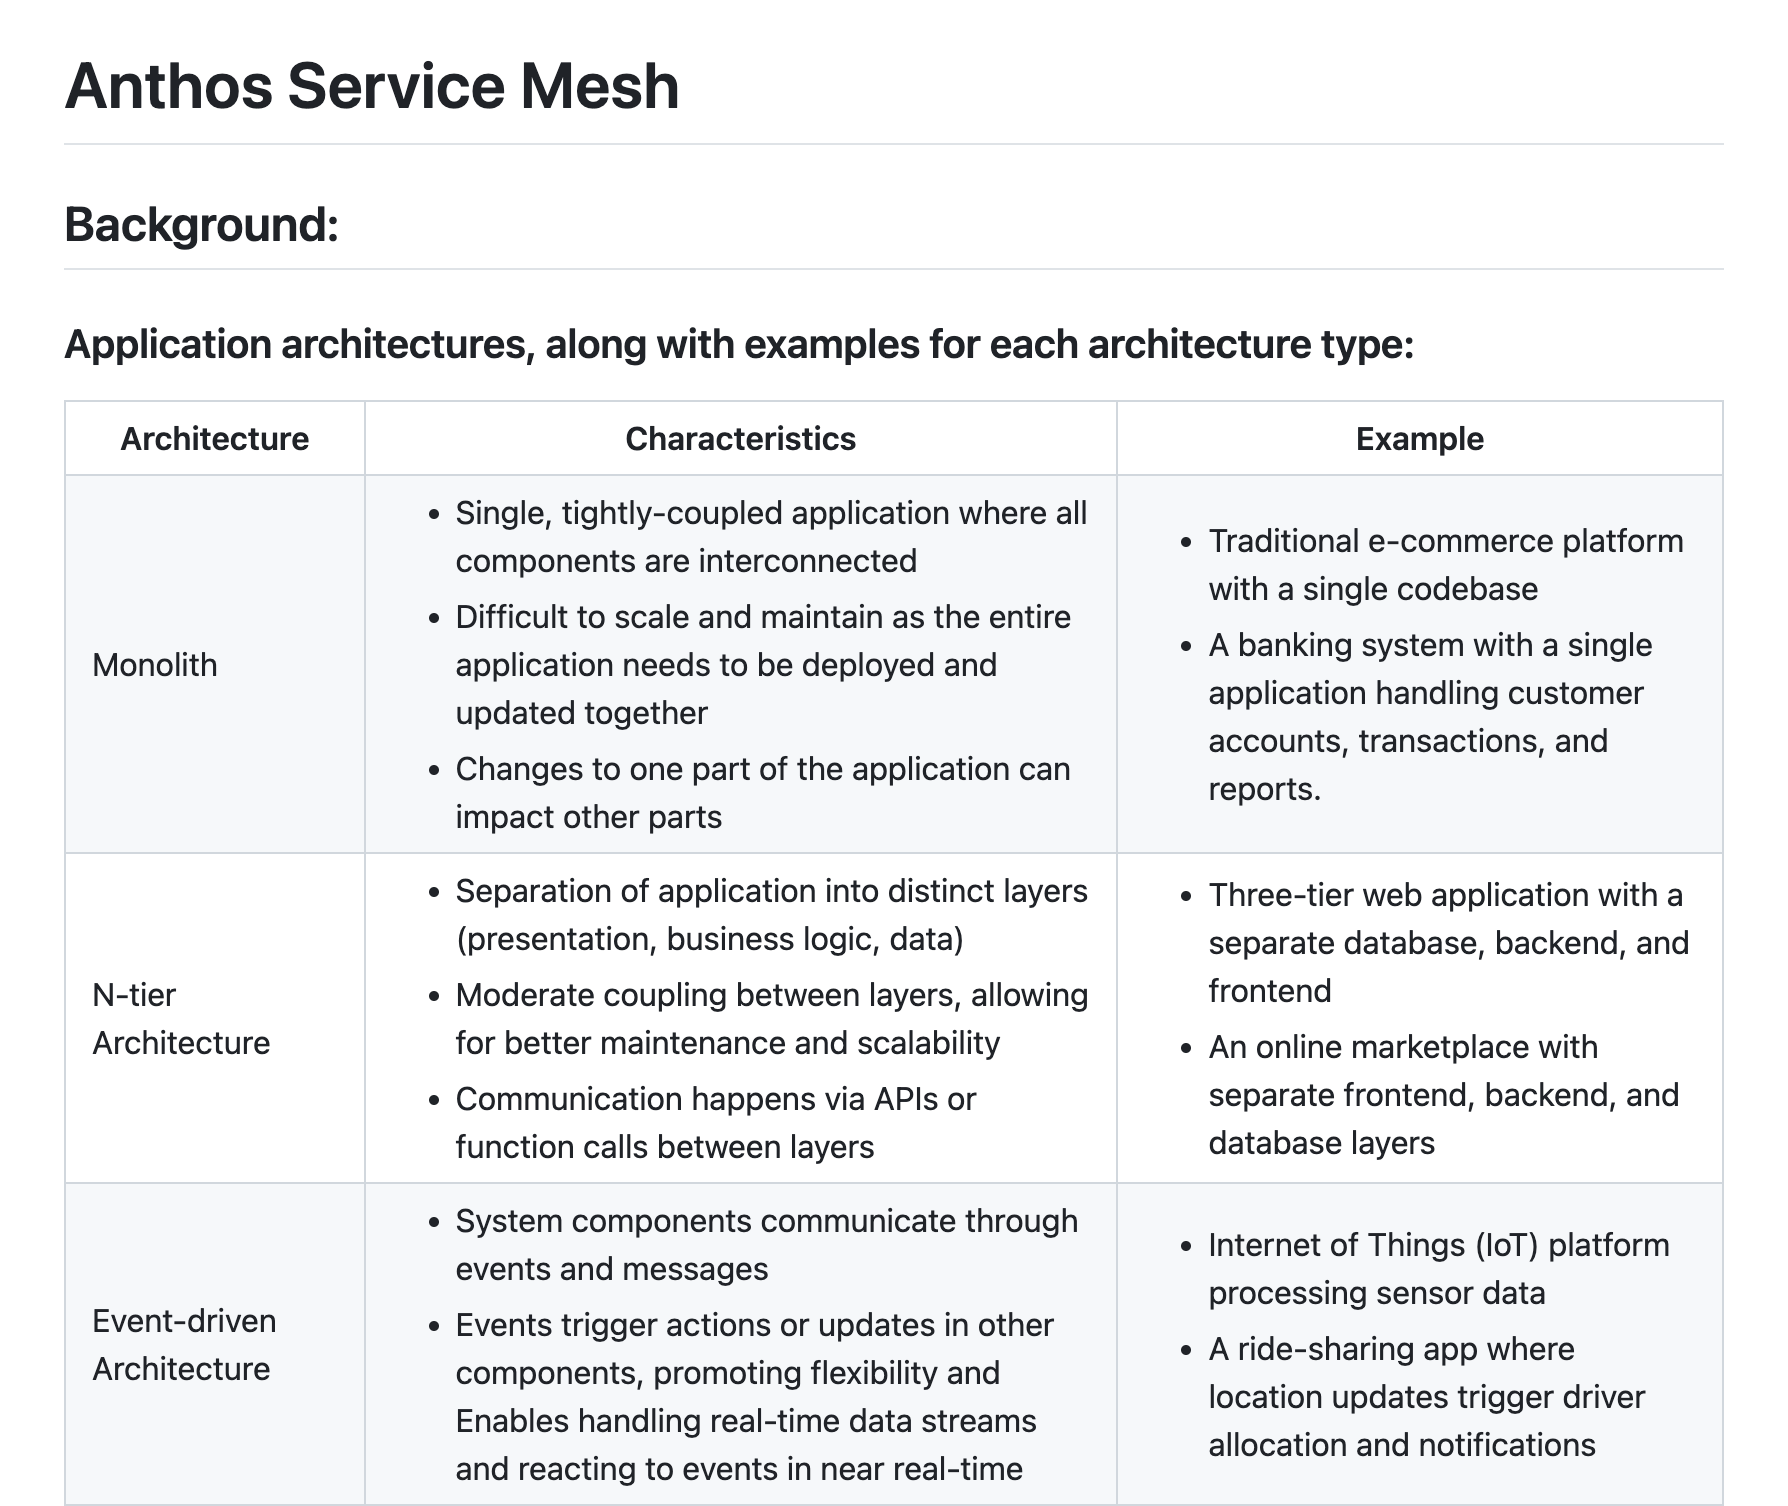 Anthos Service Mesh
Background:
Application architectures, along with examples for each architecture type:
Architecture
Characteristics
Example
Monolith
• Single, tightly-coupled application where all
components are interconnected
• Difficult to scale and maintain as the entire
application needs to be deployed and
updated together
• Changes to one part of the application can
impact other parts
• Traditional e-commerce platform
with a single codebase
• A banking system with a single
application handling customer
accounts, transactions, and
reports.
N-tier
Architecture
• Separation of application into distinct layers
(presentation, business logic, data)
• Moderate coupling between layers, allowing
for better maintenance and scalability
• Communication happens via APIs or
function calls between layers
• Three-tier web application with a
separate database, backend, and
frontend
• An online marketplace with
separate frontend, backend, and
database layers
Event-driven
Architecture
• System components communicate through
events and messages
• Events trigger actions or updates in other
components, promoting flexibility and
Enables handling real-time data streams
and reacting to events in near real-time
• Internet of Things (IoT) platform
processing sensor data
• A ride-sharing app where
location updates trigger driver
allocation and notifications